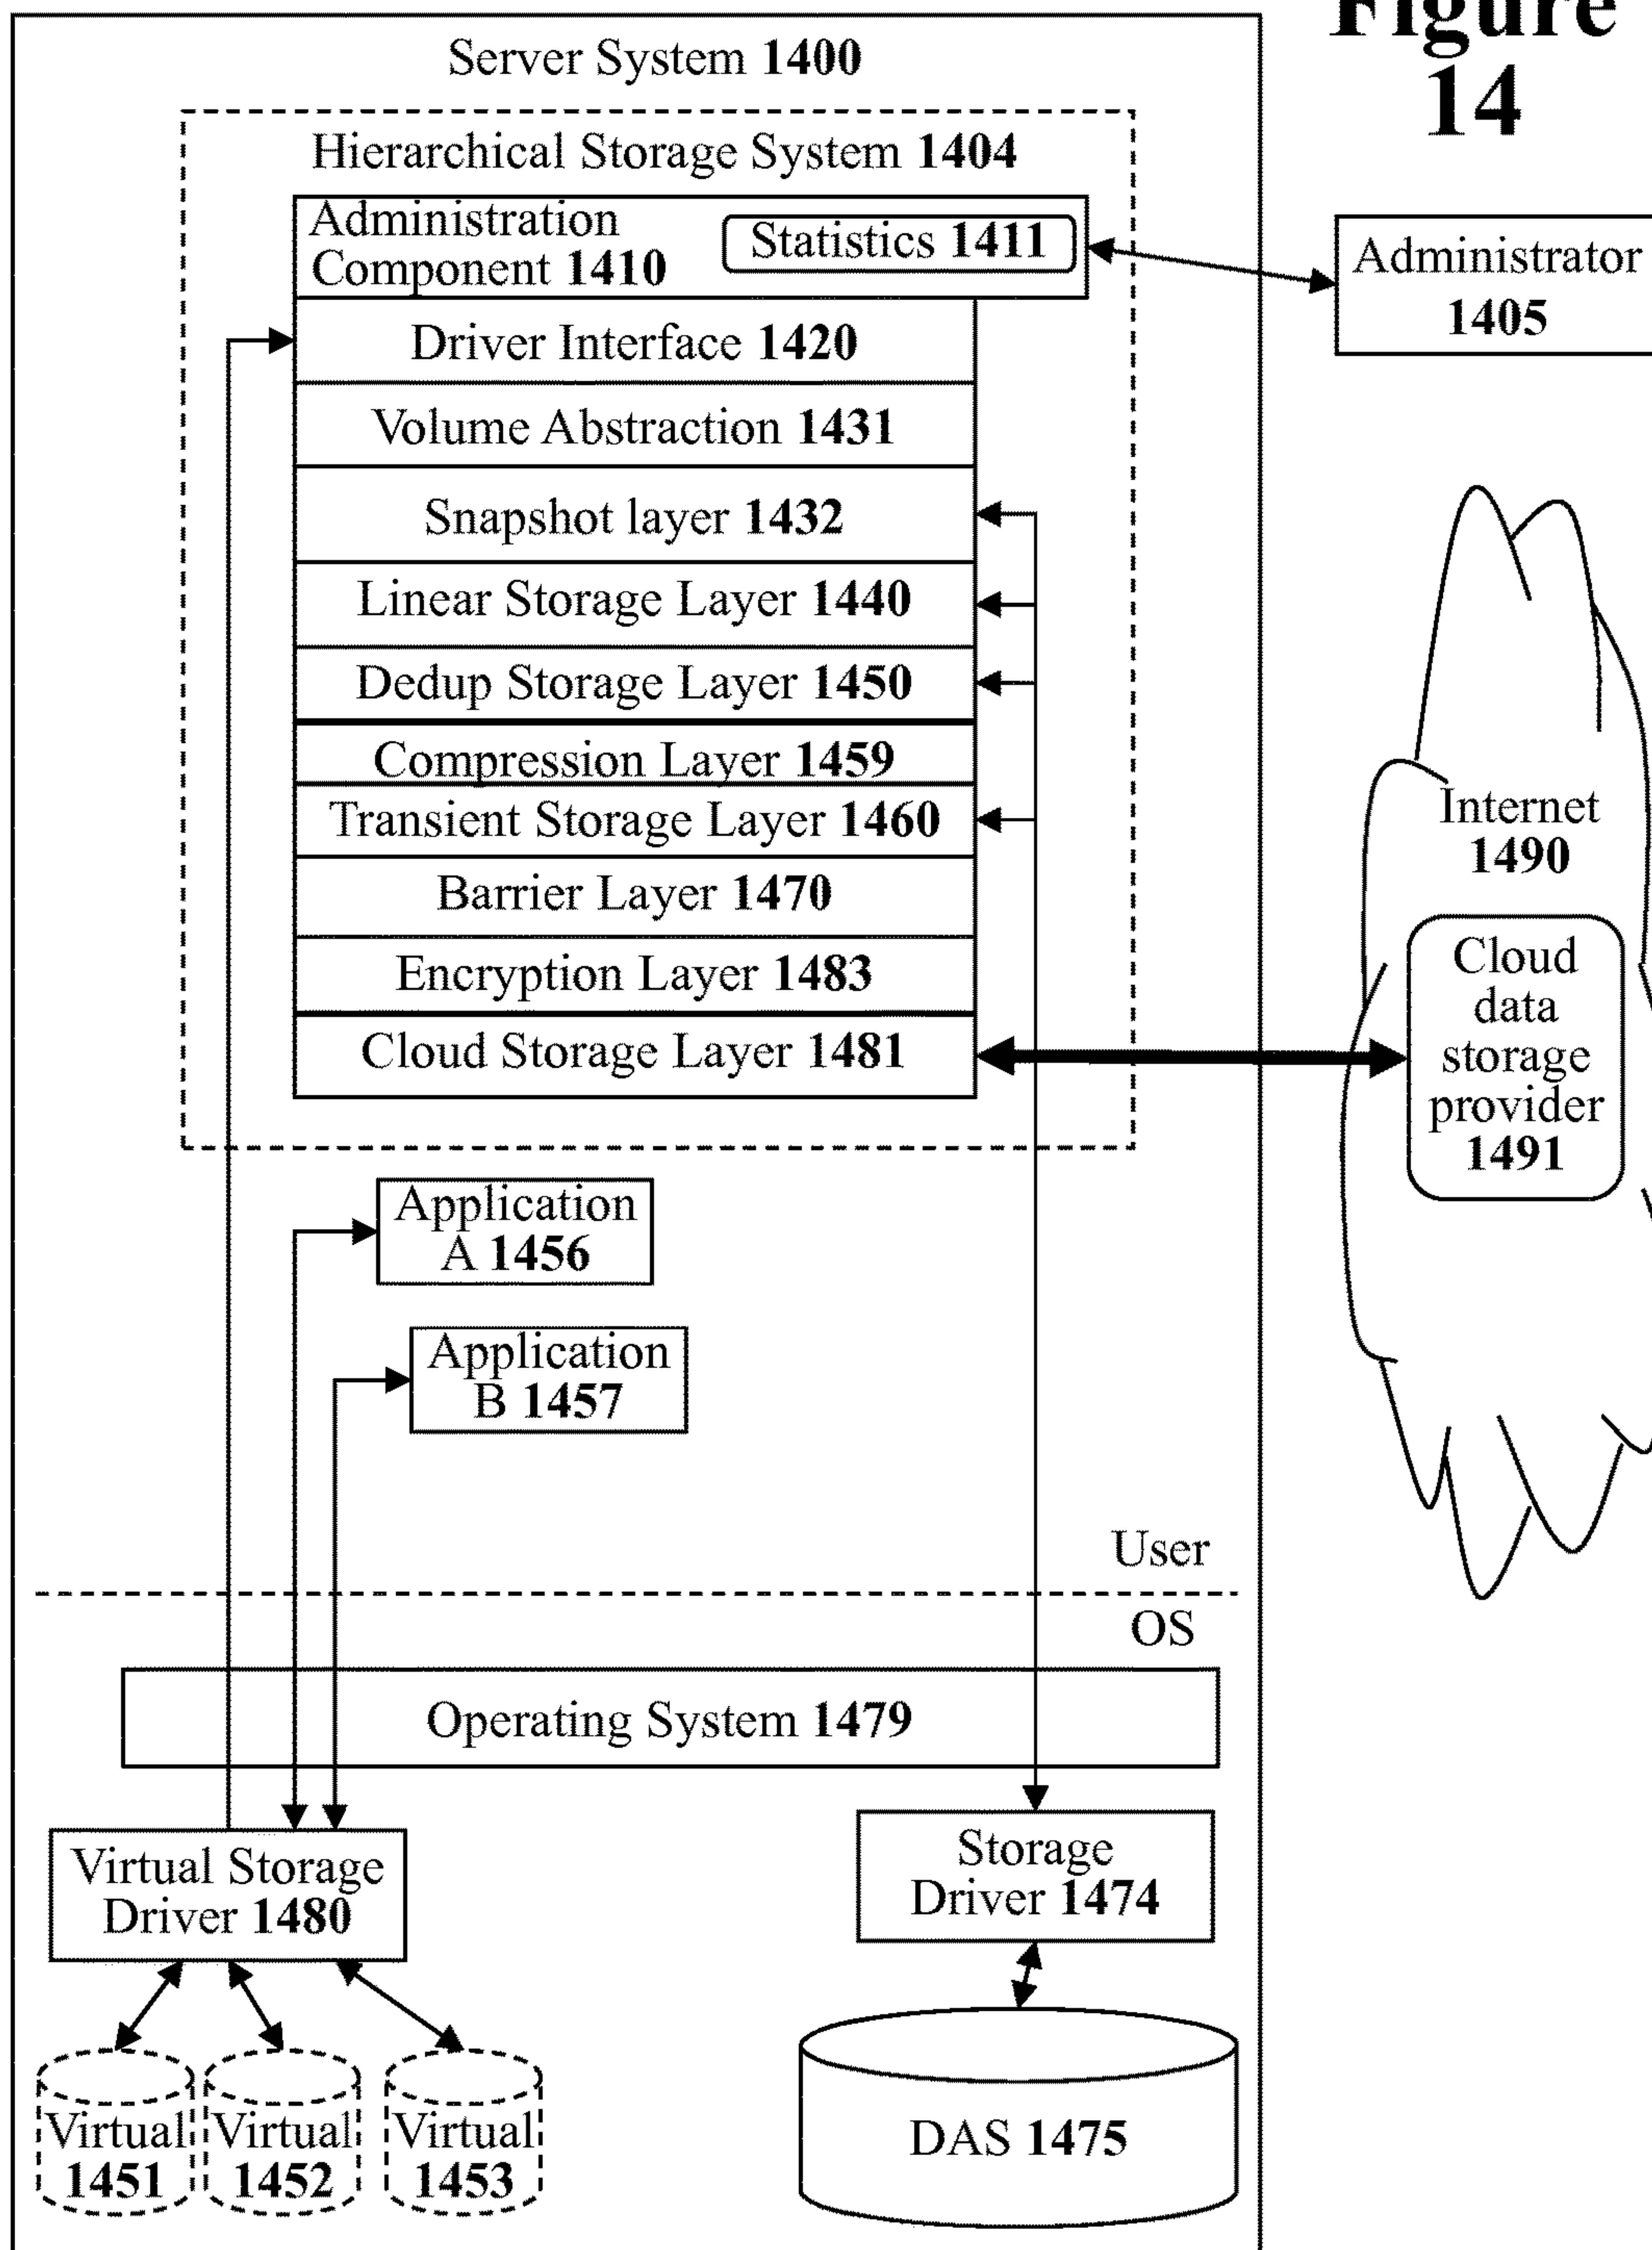 Figure
14
Server System 1400
Hierarchical Storage System 1404
Administration
Component 1410
Statistics 1411
Administrator
1405
Driver Interface 1420
Volume Abstraction 1431
Snapshot layer 1432
Linear Storage Layer 1440
Dedup Storage Layer 1450
Compression Layer 1459
Transient Storage Layer 1460
Barrier Layer 1470
Encryption Layer 1483
Cloud Storage Layer 1481
Internet
1490
Cloud
data
storage
provider
1491
Application
A 1456
Application
B 1457
User
OS
Operating System 1479
Virtual Storage
Driver 1480
Storage
Driver 1474
Virtual
1451
Virtual
1452
Virtual
1453
DAS 1475